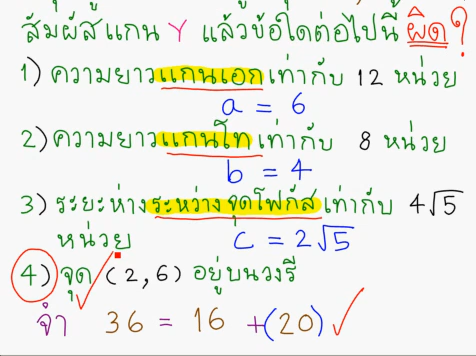 สัมผัสแกน Y แล้วข้อใดต่อไปนี้ ผิด?
1) ความยาวแกนเอกเท่ากับ 12 หน่วย
a = 6
2) ความยาวแกนโทเท่ากับ 8 หน่วย
b = 4
3) ระยะห่างระหว่างจุดโฟกัสเท่ากับ 4√5
หน่วย c = 2√5
4) จุด (2,6) อยู่บนวงรี
จำ 36 = 16 + (20)